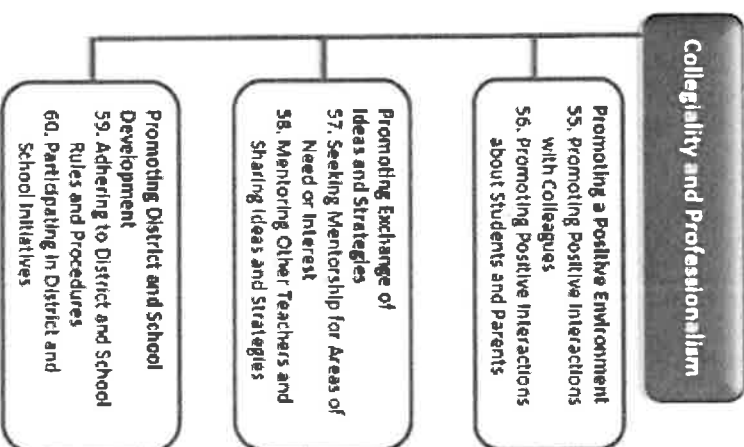 Collegiality and Professionalism
Promoting a Positive Environment
55. Promoting Positive Interactions
with Colleagues
56. Promoting Positive Interactions
about Students and Parents
Promoting Exchange of
Ideas and Strategies
57. Seeking Mentorship for Areas of
Need or Interest
58. Mentoring Other Teachers and
Sharing Ideas and Strategies
Promoting District and School
Development
59. Adhering to District and School
Rules and Procedures
60. Participating in District and
School Initiatives